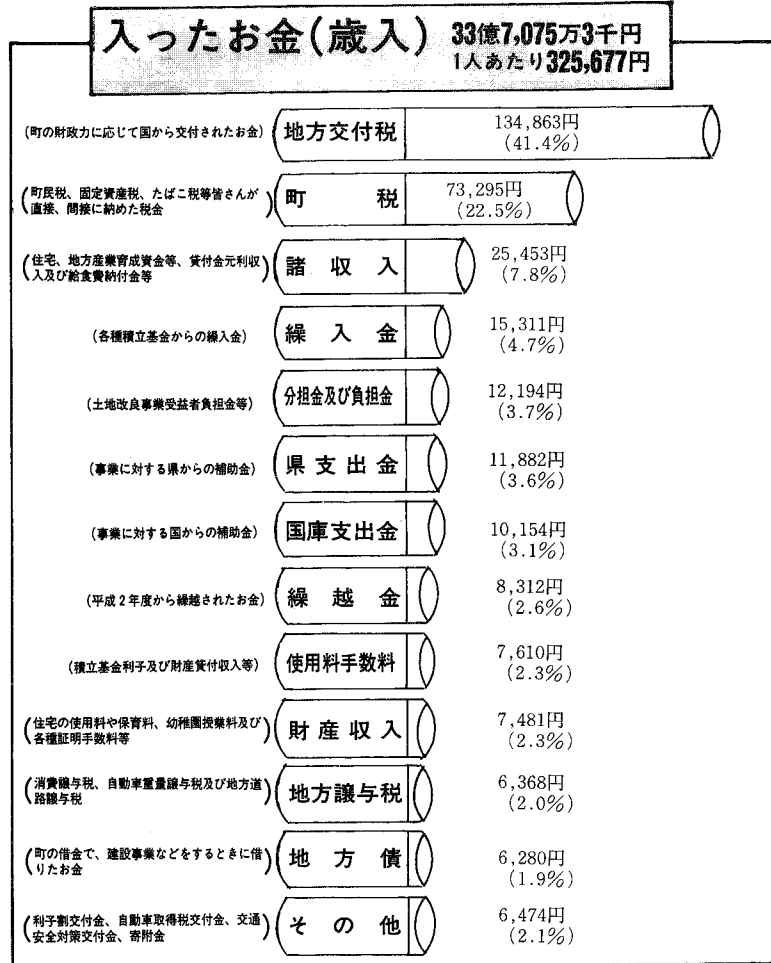 入ったお金(歳入) 33億7,075万3千円
1人あたり325,677円
(町の財政力に応じて国から交付されたお金) 地方交付税 134,863円
(41.4%)
(町民税、固定資産税、たばこ税等皆さんが
直接、間接に納めた税金) 町税 73,295円
(22.5%)
(住宅、地方産業育成資金等、貸付金元利収
入及び給食費納付金等) 諸収入 25,453円
(7.8%)
(各種積立基金からの繰入金) 繰入金 15,311円
(4.7%)
(土地改良事業受益者負担金等) 分担金及び負担金 12,194円
(3.7%)
(事業に対する県からの補助金) 県支出金 11,882円
(3.6%)
(事業に対する国からの補助金) 国庫支出金 10,154円
(3.1%)
(平成2年度から繰越されたお金) 繰越金 8,312円
(2.6%)
(積立基金利子及び財産貸付収入等) 使用料手数料 7,610円
(2.3%)
(住宅の使用料や保育料、幼稚園授業料及び
各種証明手数料等) 財産収入 7,481円
(2.3%)
(消費譲与税、自動車重量譲与税及び地方道
路譲与税) 地方譲与税 6,368円
(2.0%)
(町の借金で、建設事業などをするときに借
りたお金) 地方債 6,280円
(1.9%)
(利子割交付金、自動車取得税交付金、交通
安全対策交付金、寄附金) その他 6,474円
(2.1%)